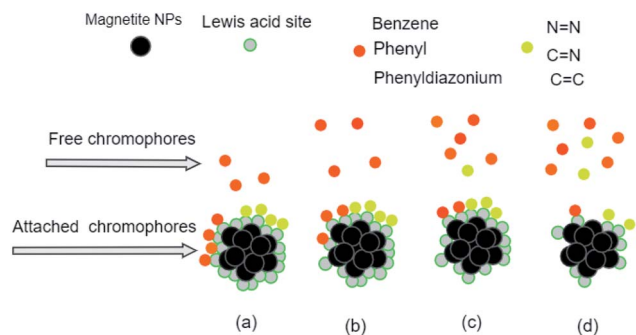 Magnetite NPs
Lewis acid site
Benzene
Phenyl
Phenyldiazonium
N=N
C=N
C=C
Free chromophores
Attached chromophores
(a)
(b)
(c)
(d)